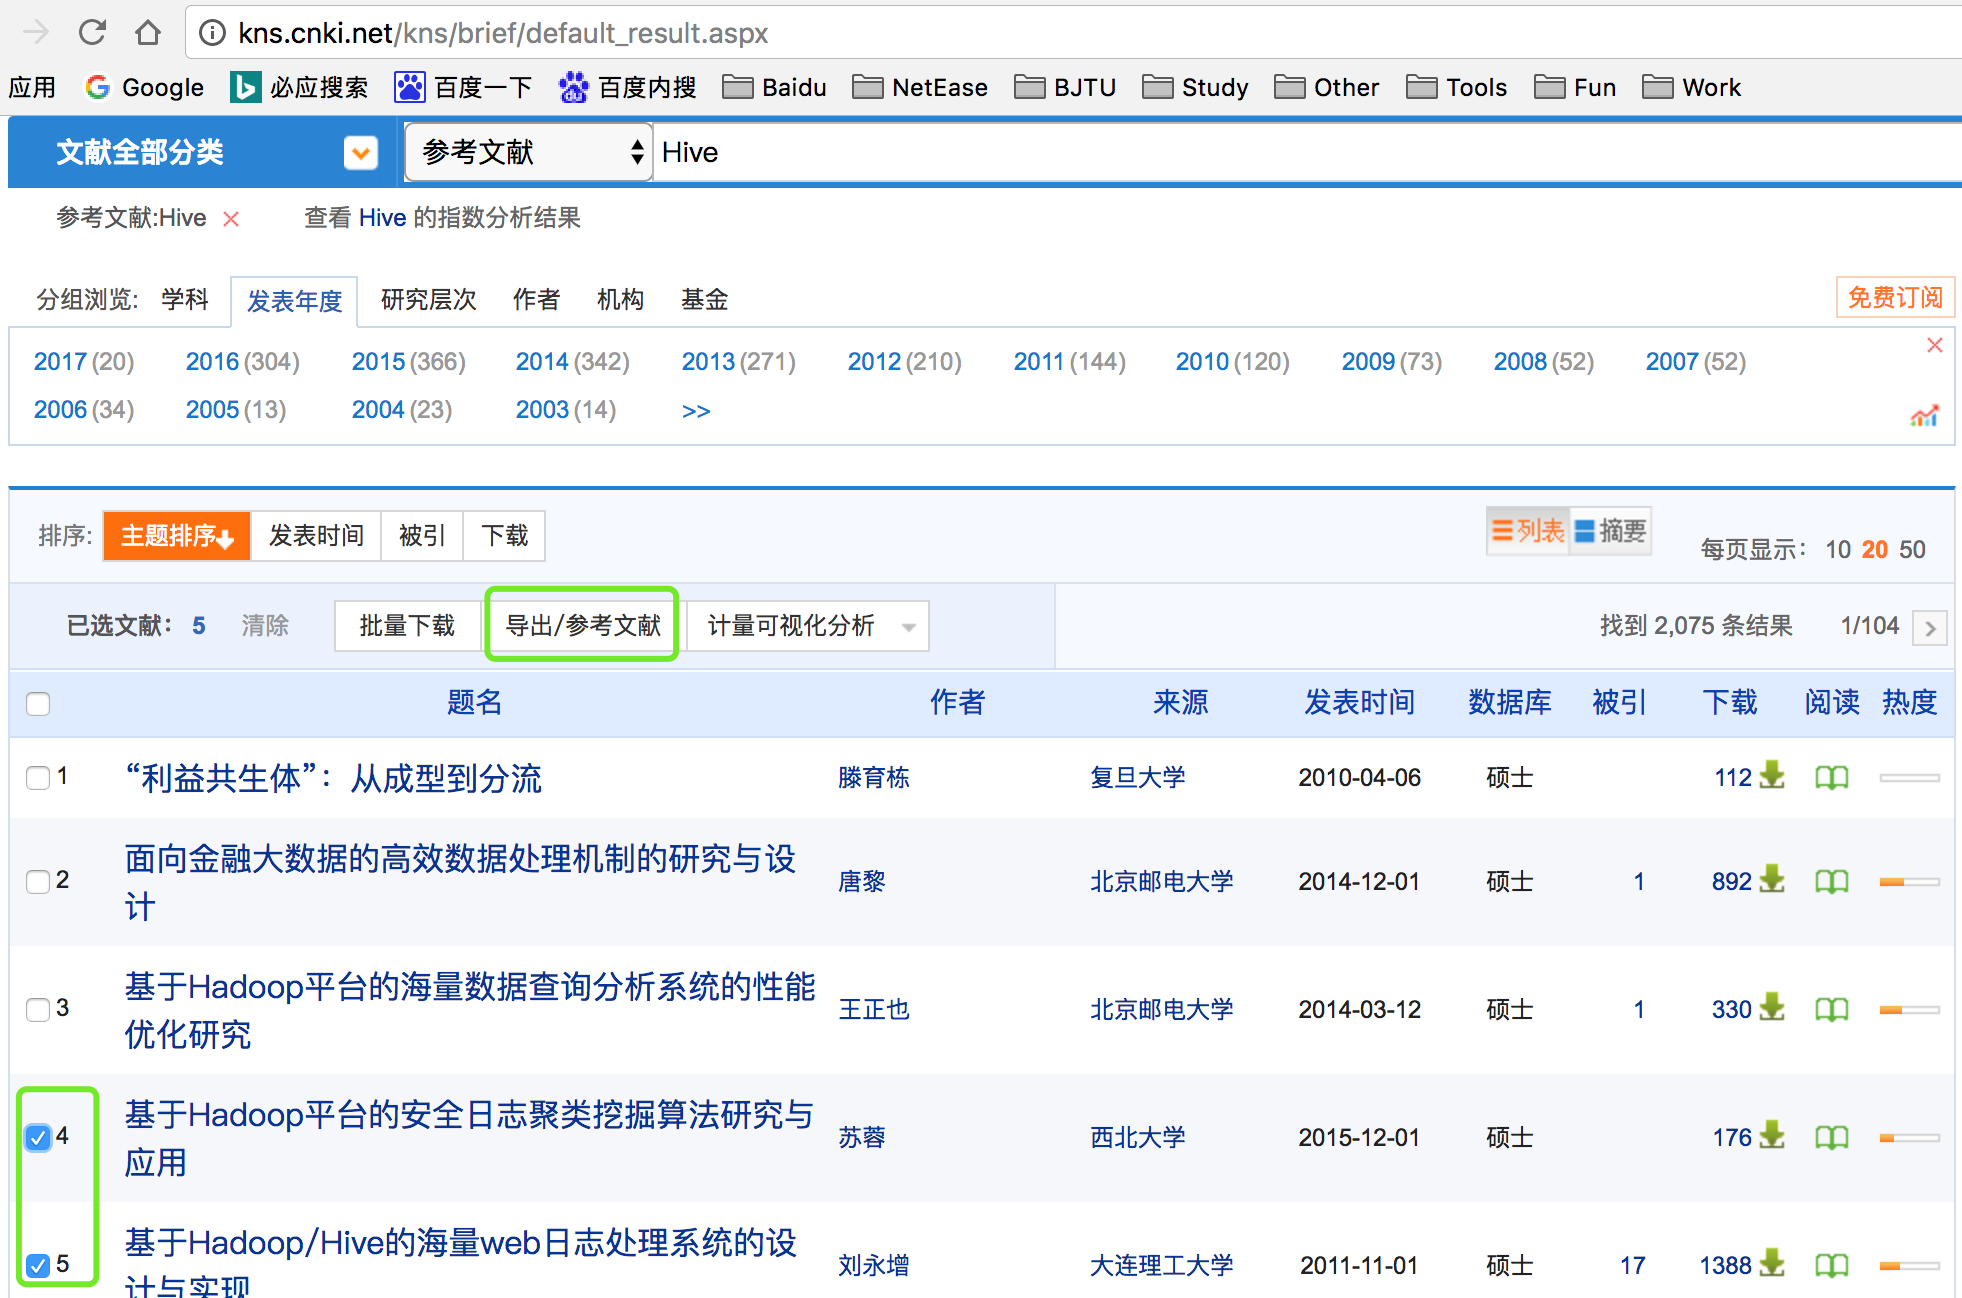 kns.cnki.net/kns/brief/default_result.aspx
应用 Google 必应搜索 百度一下 百度内搜 Baidu NetEase BJTU Study Other Tools Fun Work
文献全部分类 参考文献 Hive
参考文献:Hive × 查看 Hive 的指数分析结果
分组浏览: 学科 发表年度 研究层次 作者 机构 基金 免费订阅
2017 (20) 2016 (304) 2015 (366) 2014 (342) 2013 (271) 2012 (210) 2011 (144) 2010 (120) 2009 (73) 2008 (52) 2007 (52)
2006 (34) 2005 (13) 2004 (23) 2003 (14) >>
排序: 主题排序 发表时间 被引 下载 列表 摘要 每页显示: 10 20 50
已选文献: 5 清除 批量下载 导出/参考文献 计量可视化分析 找到 2,075 条结果 1/104
题名 作者 来源 发表时间 数据库 被引 下载 阅读 热度
1 “利益共生体”：从成型到分流 滕育栋 复旦大学 2010-04-06 硕士 112
2 面向金融大数据的高效数据处理机制的研究与设
计 唐黎 北京邮电大学 2014-12-01 硕士 1 892
3 基于Hadoop平台的海量数据查询分析系统的性能
优化研究 王正也 北京邮电大学 2014-03-12 硕士 1 330
4 基于Hadoop平台的安全日志聚类挖掘算法研究与
应用 苏蓉 西北大学 2015-12-01 硕士 176
5 基于Hadoop/Hive的海量web日志处理系统的设
计与实现 刘永增 大连理工大学 2011-11-01 硕士 17 1388